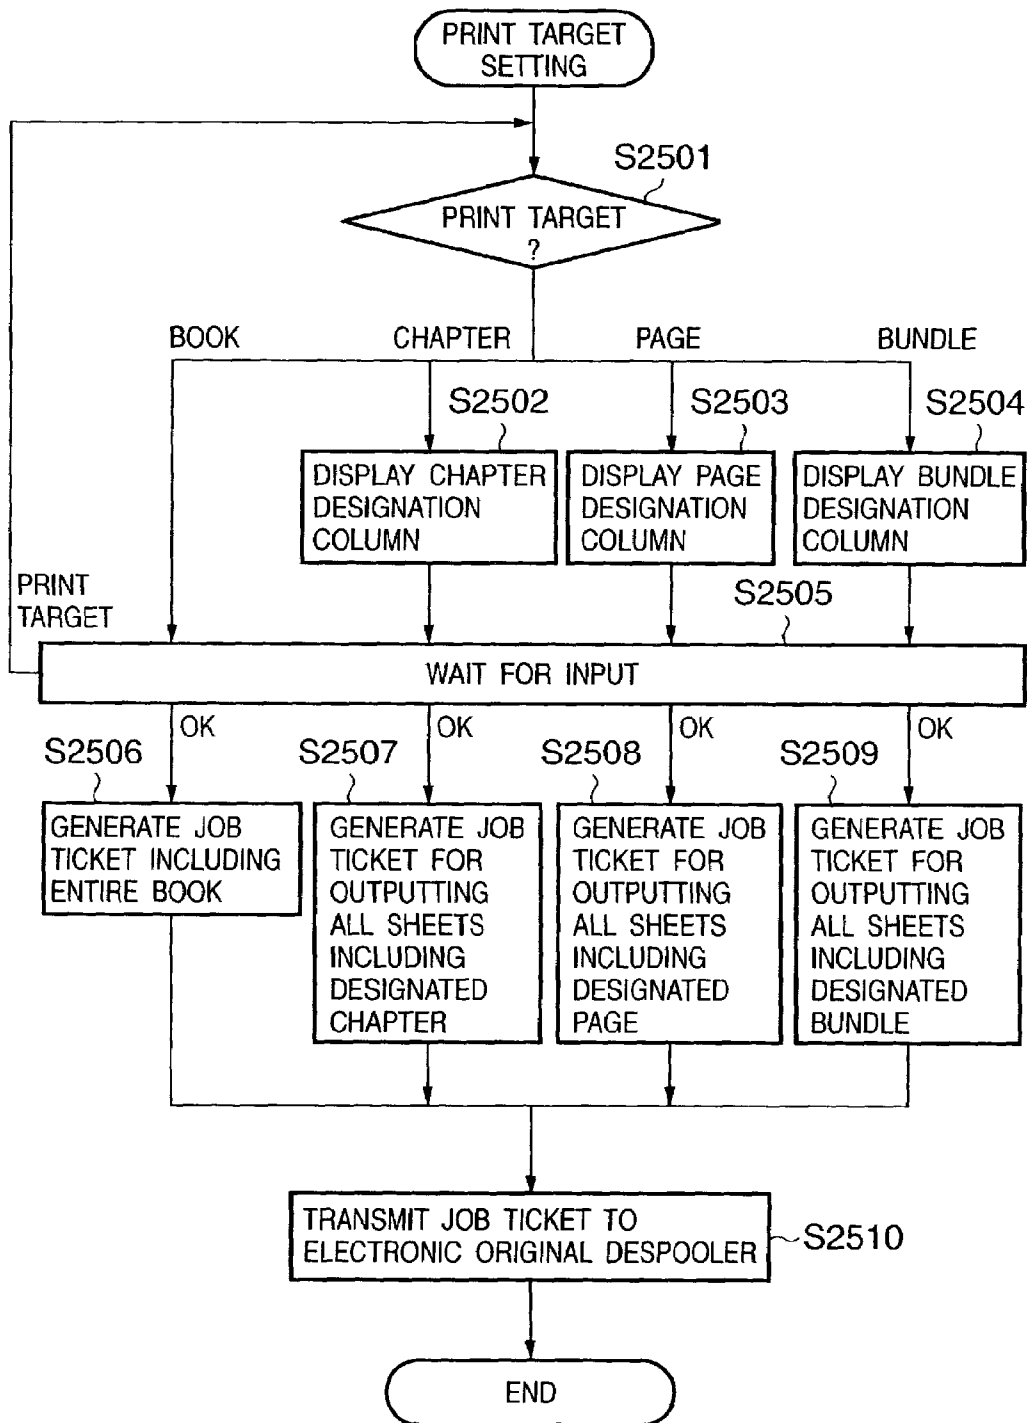 PRINT TARGET
SETTING
S2501
PRINT TARGET
?
BOOK
CHAPTER
PAGE
BUNDLE
S2502
S2503
S2504
DISPLAY CHAPTER
DESIGNATION
COLUMN
DISPLAY PAGE
DESIGNATION
COLUMN
DISPLAY BUNDLE
DESIGNATION
COLUMN
PRINT
TARGET
S2505
WAIT FOR INPUT
OK
OK
OK
OK
S2506
S2507
S2508
S2509
GENERATE JOB
TICKET INCLUDING
ENTIRE BOOK
GENERATE JOB
TICKET FOR
OUTPUTTING
ALL SHEETS
INCLUDING
DESIGNATED
CHAPTER
GENERATE JOB
TICKET FOR
OUTPUTTING
ALL SHEETS
INCLUDING
DESIGNATED
PAGE
GENERATE JOB
TICKET FOR
OUTPUTTING
ALL SHEETS
INCLUDING
DESIGNATED
BUNDLE
TRANSMIT JOB TICKET TO
ELECTRONIC ORIGINAL DESPOOLER
S2510
END